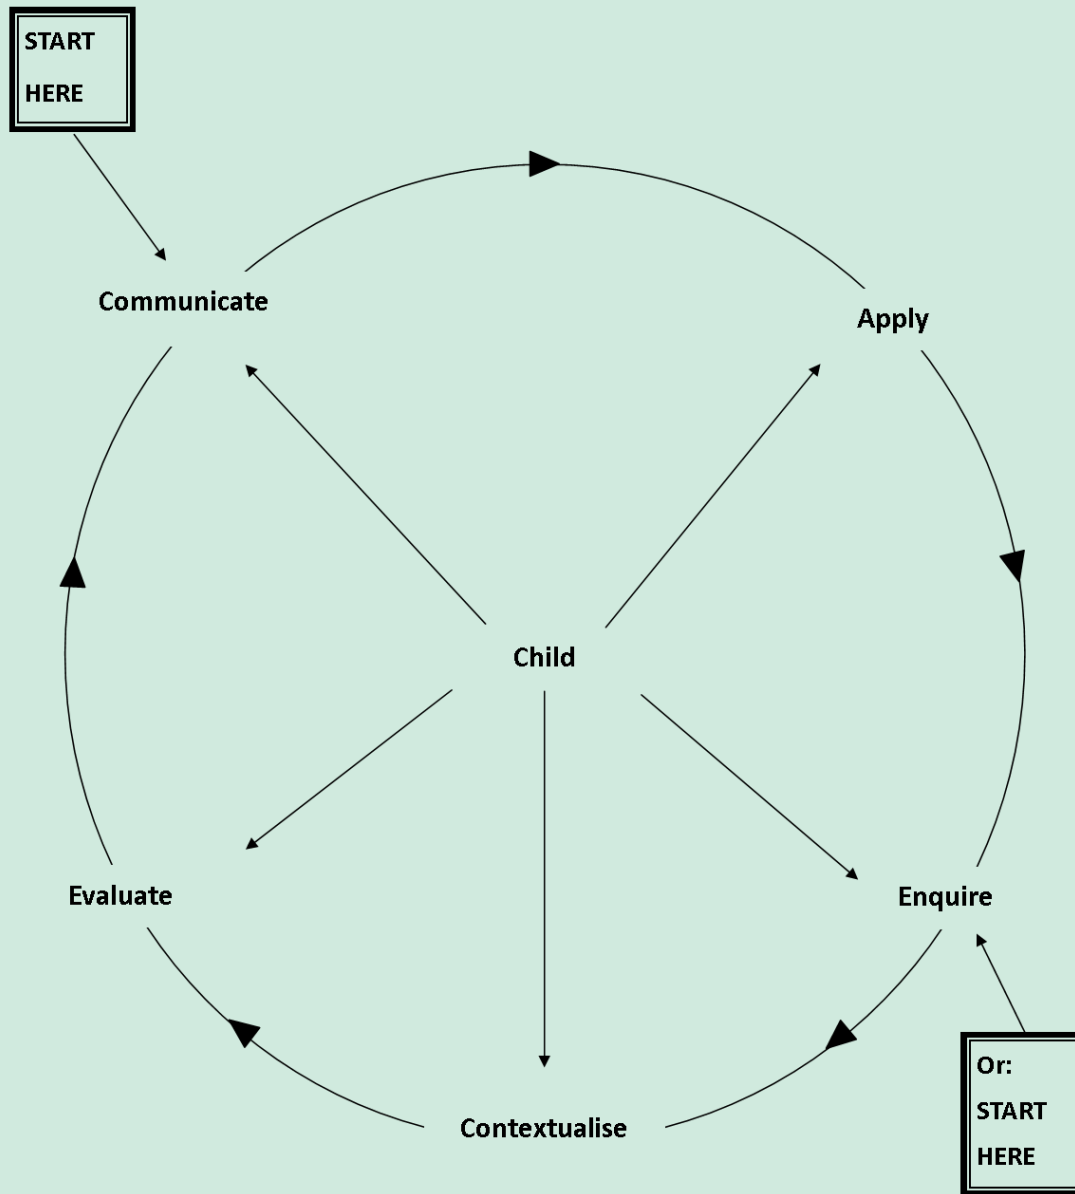 START
HERE
Communicate
Apply
Child
Evaluate
Enquire
Contextualise
Or:
START
HERE